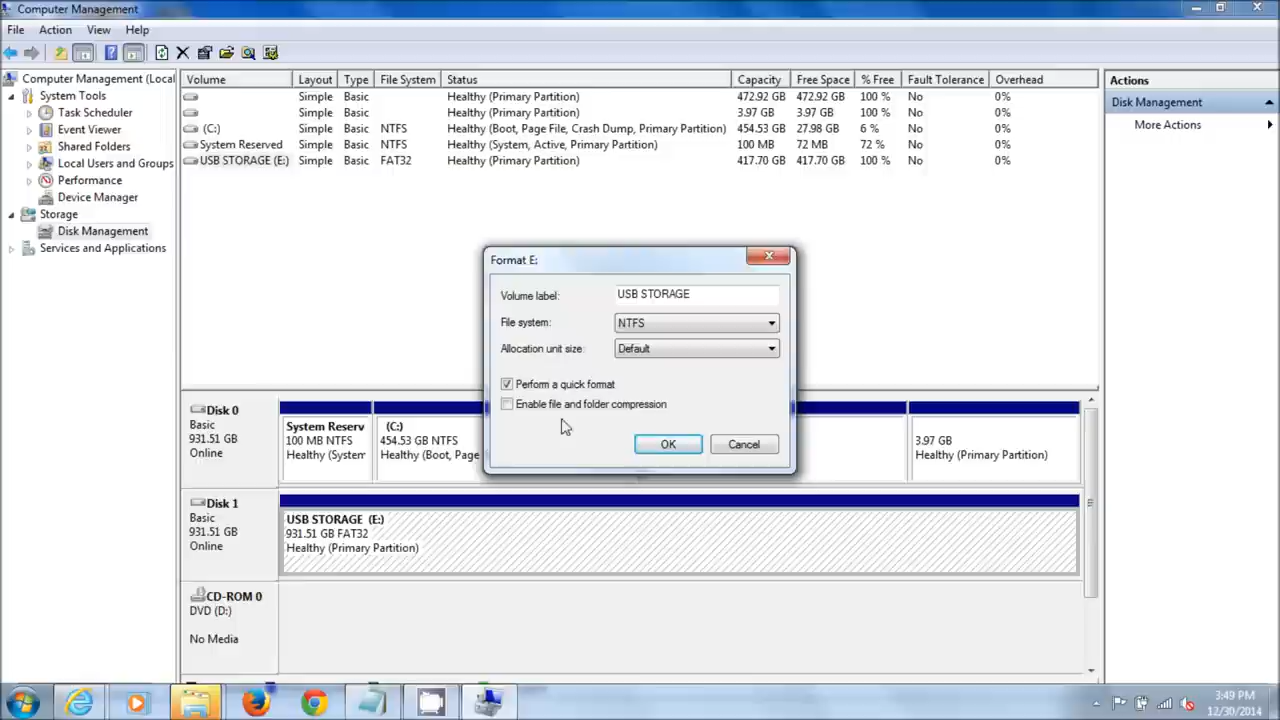 Computer Management
File Action View Help
Computer Management (Local
System Tools
Task Scheduler
Event Viewer
Shared Folders
Local Users and Groups
Performance
Device Manager
Storage
Disk Management
Services and Applications
Volume Layout Type File System Status Capacity Free Space % Free Fault Tolerance Overhead
Simple Basic Healthy (Primary Partition) 472.92 GB 472.92 GB 100 % No 0%
Simple Basic Healthy (Primary Partition) 3.97 GB 3.97 GB 100 % No 0%
(C:) Simple Basic NTFS Healthy (Boot, Page File, Crash Dump, Primary Partition) 454.53 GB 27.98 GB 6 % No 0%
System Reserved Simple Basic NTFS Healthy (System, Active, Primary Partition) 100 MB 72 MB 72 % No 0%
USB STORAGE (E:) Simple Basic FAT32 Healthy (Primary Partition) 417.70 GB 417.70 GB 100 % No 0%
Actions
Disk Management
More Actions
Format E:
Volume label: USB STORAGE
File system: NTFS
Allocation unit size: Default
Perform a quick format
Enable file and folder compression
OK Cancel
Disk 0
Basic
931.51 GB
Online
System Reserv
100 MB NTFS
Healthy (System
(C:)
454.53 GB NTFS
Healthy (Boot, Page
3.97 GB
Healthy (Primary Partition)
Disk 1
Basic
931.51 GB
Online
USB STORAGE (E:)
931.51 GB FAT32
Healthy (Primary Partition)
CD-ROM 0
DVD (D:)
No Media
3:49 PM
12/30/2014